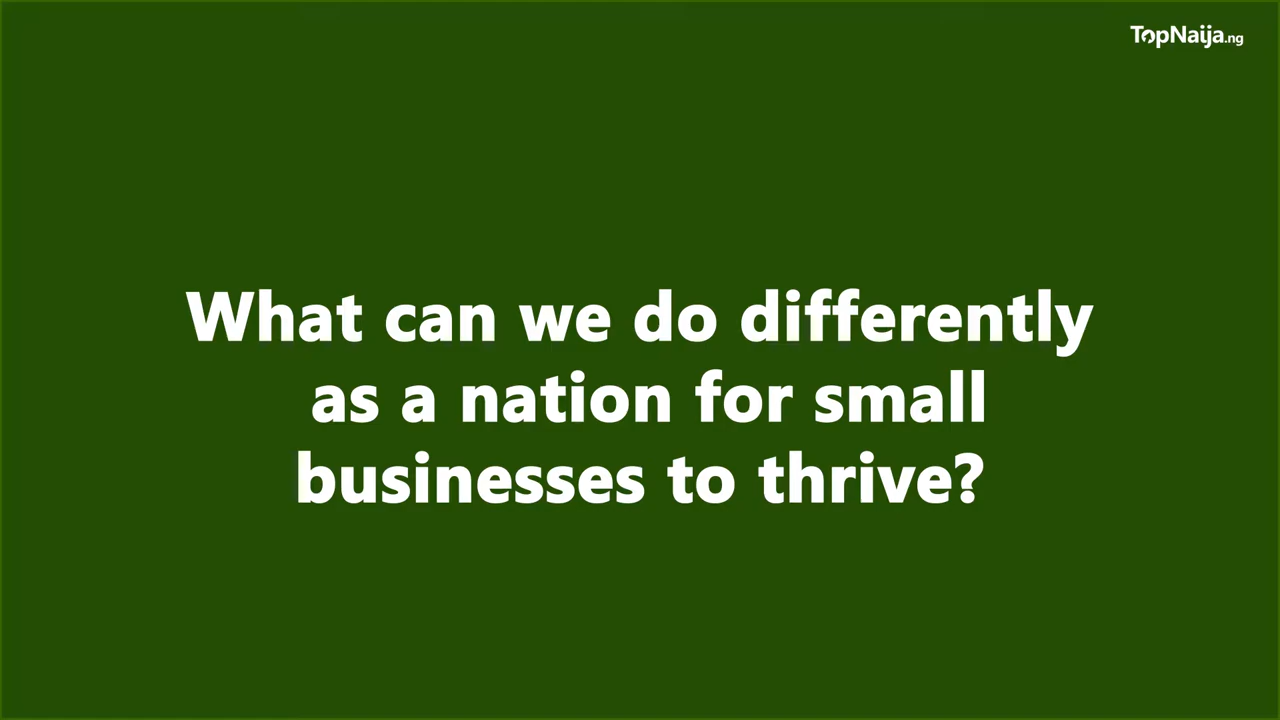 TopNaija.ng
What can we do differently
as a nation for small
businesses to thrive?